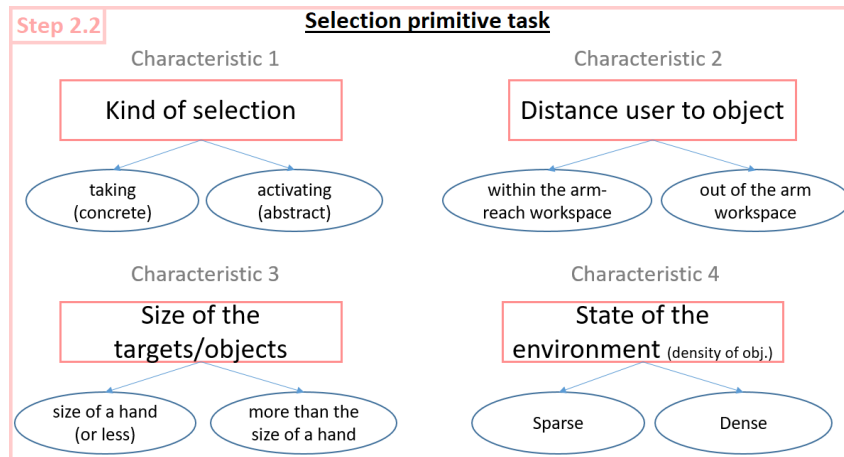 Step 2.2
Selection primitive task
Characteristic 1
Kind of selection
taking
(concrete)
activating
(abstract)
Characteristic 2
Distance user to object
within the arm-
reach workspace
out of the arm
workspace
Characteristic 3
Size of the
targets/objects
size of a hand
(or less)
more than the
size of a hand
Characteristic 4
State of the
environment (density of obj.)
Sparse
Dense